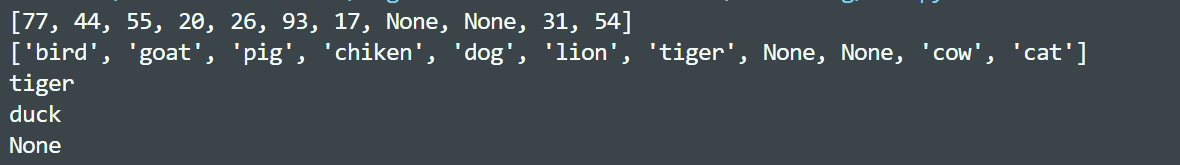 [77, 44, 55, 20, 26, 93, 17, None, None, 31, 54]
['bird', 'goat', 'pig', 'chiken', 'dog', 'lion', 'tiger', None, None, 'cow', 'cat']
tiger
duck
None